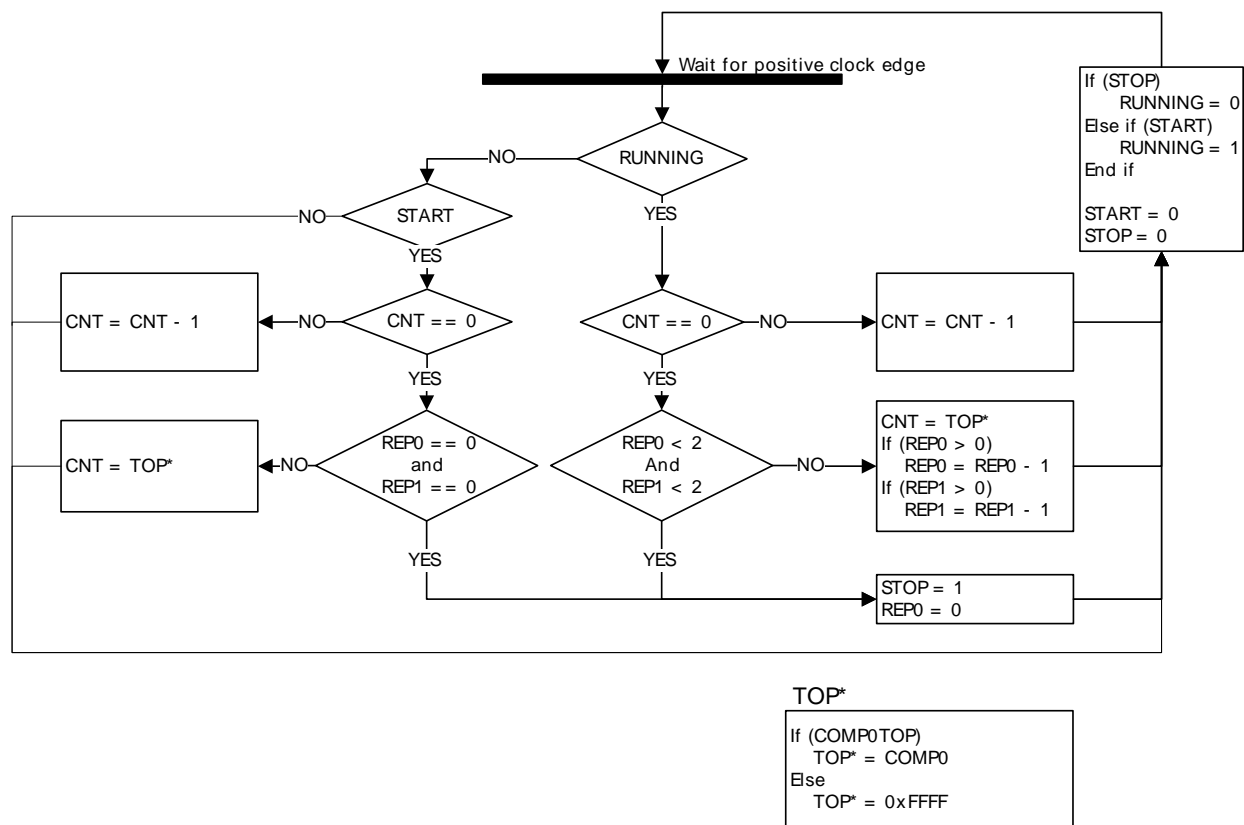 Wait for positive clock edge
If (STOP)
RUNNING = 0
Else if (START)
RUNNING = 1
End if
START = 0
STOP = 0
RUNNING
NO
YES
START
NO
YES
CNT = CNT - 1
NO
CNT == 0
YES
CNT == 0
NO
YES
CNT = CNT - 1
CNT = TOP*
NO
REP0 == 0
and
REP1 == 0
YES
REP0 < 2
And
REP1 < 2
NO
YES
CNT = TOP*
If (REP0 > 0)
REP0 = REP0 - 1
If (REP1 > 0)
REP1 = REP1 - 1
STOP = 1
REP0 = 0
TOP*
If (COMP0TOP)
TOP* = COMP0
Else
TOP* = 0xFFFF